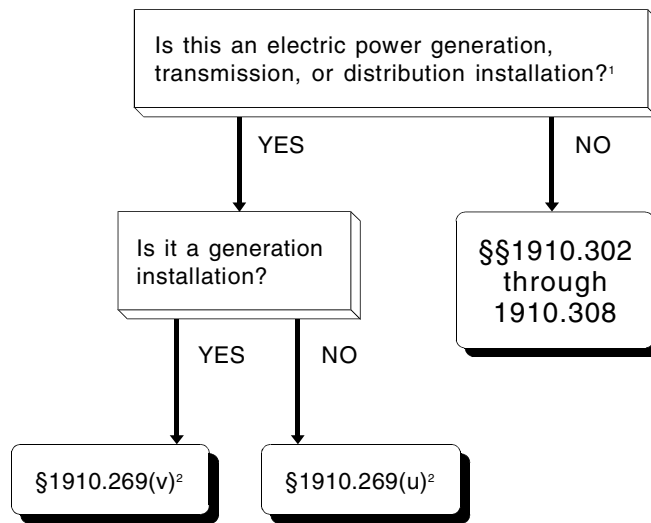 Is this an electric power generation,
transmission, or distribution installation?¹
YES
NO
Is it a generation
installation?
§§1910.302
through
1910.308
YES
NO
§1910.269(v)²
§1910.269(u)²